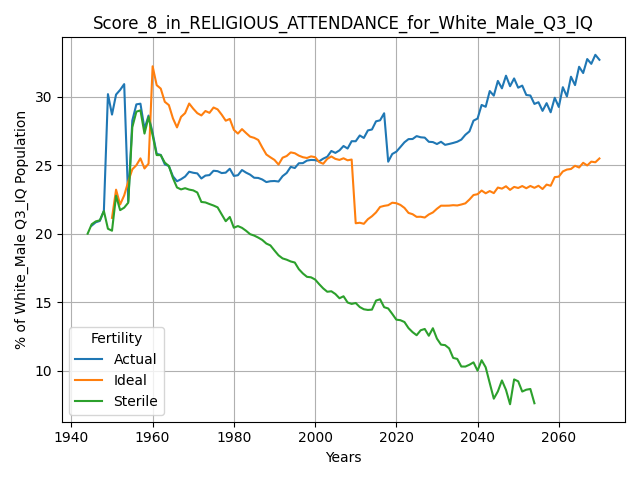 Score_8_in_RELIGIOUS_ATTENDANCE_for_White_Male_Q3_IQ
% of White_Male Q3_IQ Population
30
25
20
15
10
Fertility
Actual
Ideal
Sterile
1940 1960 1980 2000 2020 2040 2060
Years